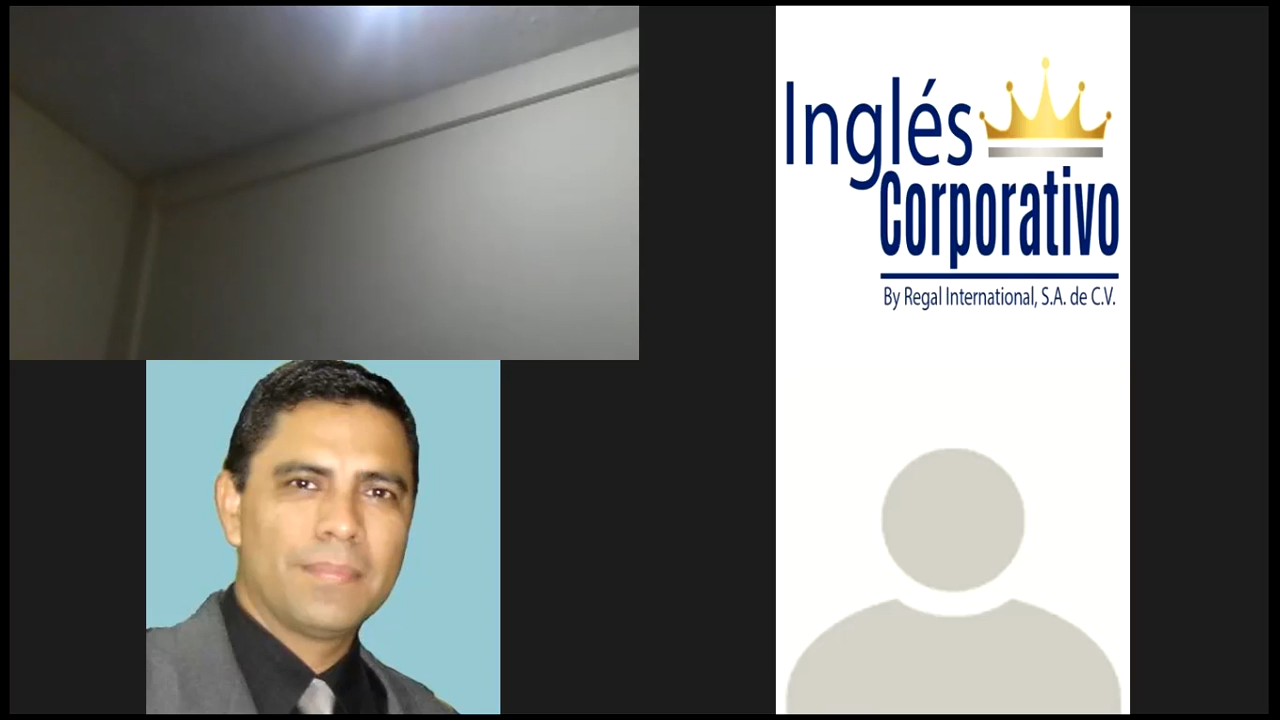 Inglés
Corporativo
By Regal International, S.A. de C.V.